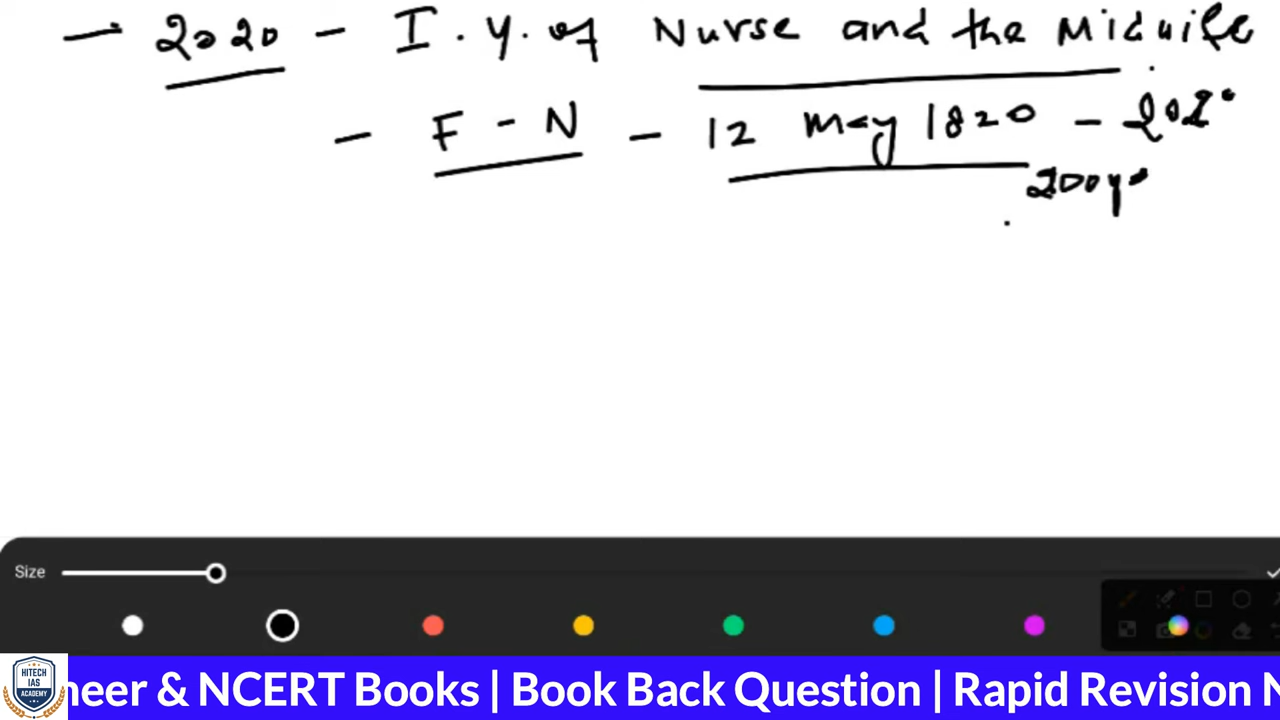 — 2020 - I.Y. of Nurse and the Midwife
- F - N - 12 May 1820 - 2020
200y
Size
HITECH
IAS
ACADEMY
neer & NCERT Books | Book Back Question | Rapid Revision N